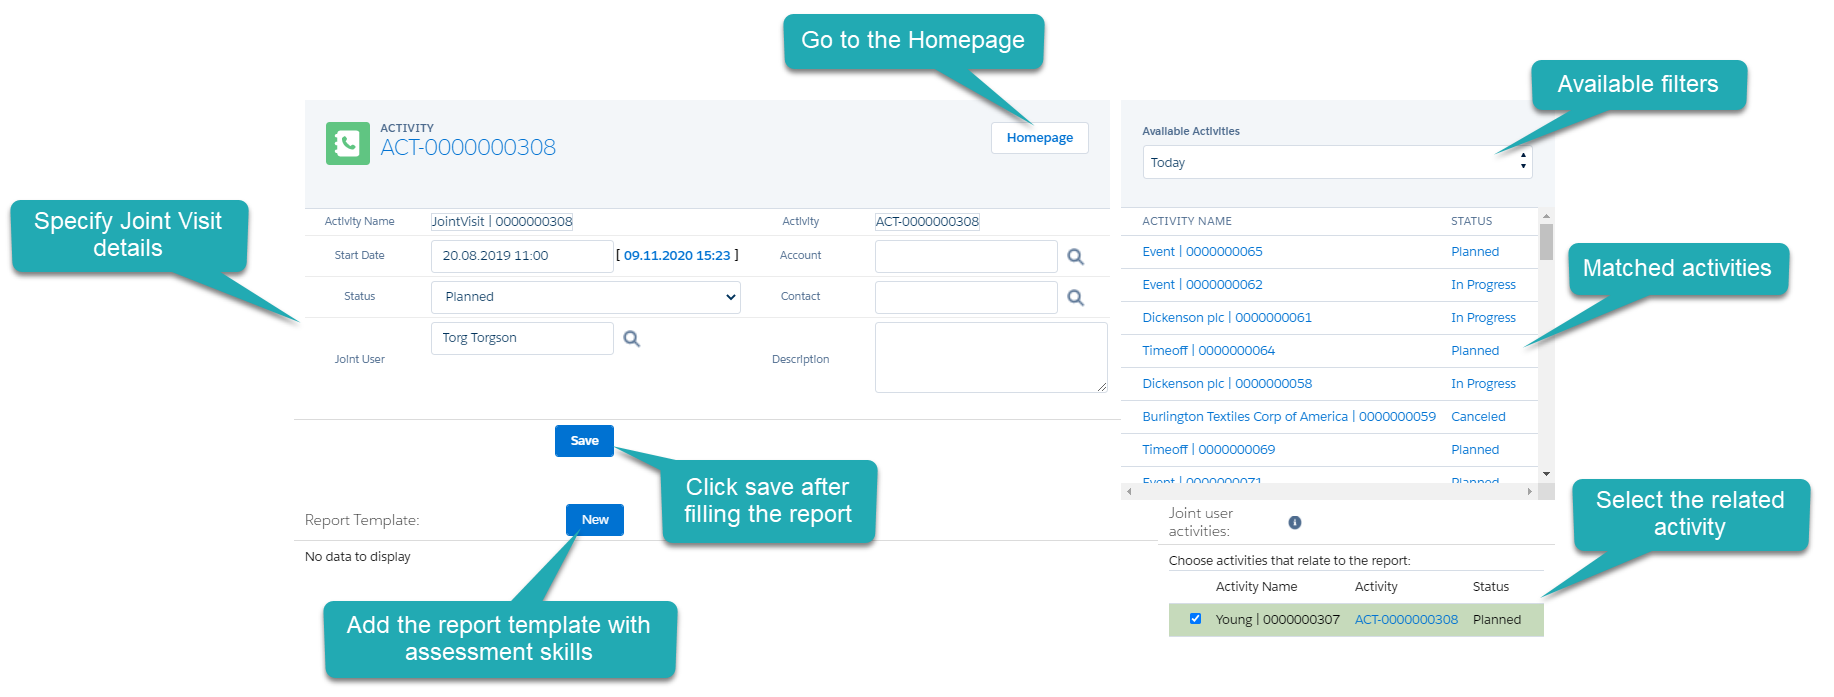 Go to the Homepage
Available filters
ACTIVITY
ACT-0000000308
Homepage
Available Activities
Today
Specify Joint Visit
details
Activity Name
JointVisit | 0000000308
Activity
ACT-0000000308
Start Date
20.08.2019 11:00
[ 09.11.2020 15:23 ]
Account
Status
Planned
Contact
Joint User
Torg Torgson
Description
Save
ACTIVITY NAME STATUS
Event | 0000000065 Planned
Event | 0000000062 In Progress
Dickenson plc | 0000000061 In Progress
Timeoff | 0000000064 Planned
Dickenson plc | 0000000058 In Progress
Burlington Textiles Corp of America | 0000000059 Canceled
Timeoff | 0000000069 Planned
Event | 0000000071 Planned
Matched activities
Click save after
filling the report
Report Template:
New
No data to display
Add the report template with
assessment skills
Joint user
activities:
Select the related
activity
Choose activities that relate to the report:
Activity Name Activity Status
Young | 0000000307 ACT-0000000308 Planned